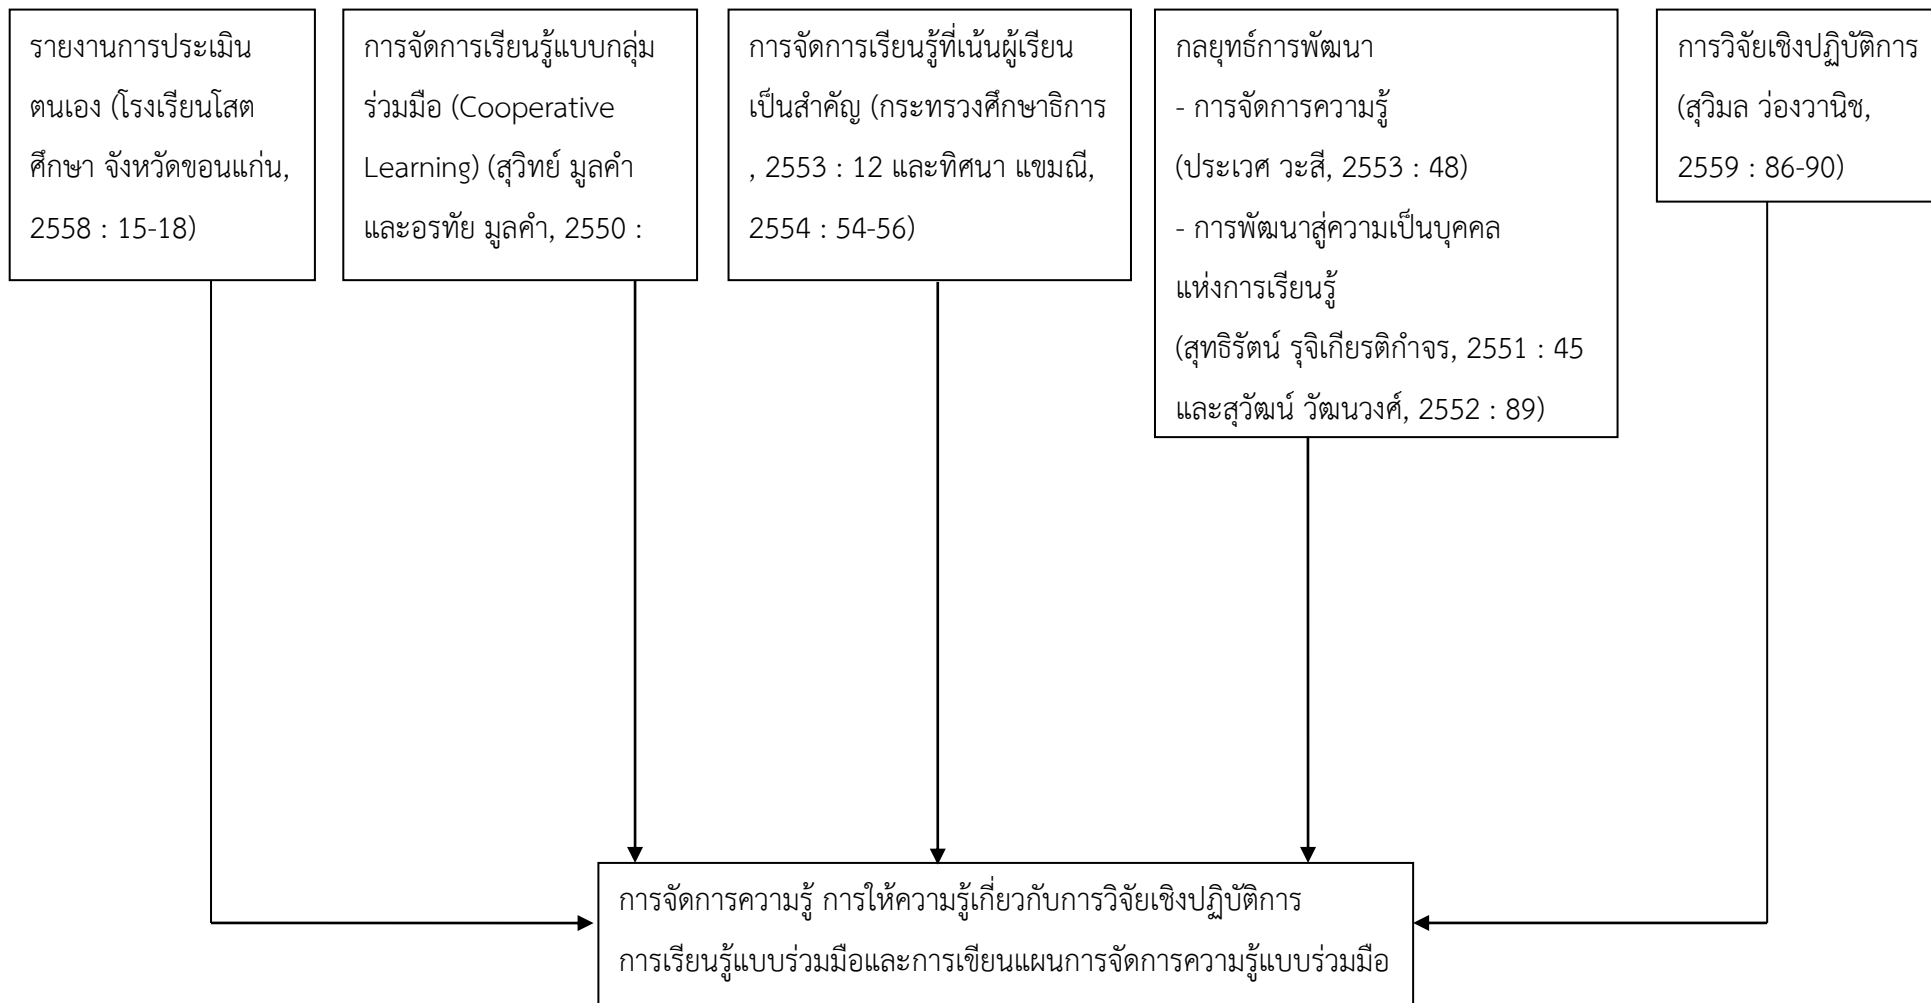 รายงานการประเมิน
ตนเอง (โรงเรียนโสต
ศึกษา จังหวัดขอนแก่น,
2558 : 15-18)
การจัดการเรียนรู้แบบกลุ่ม
ร่วมมือ (Cooperative
Learning) (สุวิทย์ มูลคำ
และอรทัย มูลคำ, 2550 :
การจัดการเรียนรู้ที่เน้นผู้เรียน
เป็นสำคัญ (กระทรวงศึกษาธิการ
, 2553 : 12 และทิศนา แขมณี,
2554 : 54-56)
กลยุทธ์การพัฒนา
- การจัดการความรู้
(ประเวศ วะสี, 2553 : 48)
- การพัฒนาสู่ความเป็นบุคคล
แห่งการเรียนรู้
(สุทธิรัตน์ รุจิเกียรติกำจร, 2551 : 45
และสุวัฒน์ วัฒนวงศ์, 2552 : 89)
การวิจัยเชิงปฏิบัติการ
(สุวิมล ว่องวานิช,
2559 : 86-90)
การจัดการความรู้ การให้ความรู้เกี่ยวกับการวิจัยเชิงปฏิบัติการ
การเรียนรู้แบบร่วมมือและการเขียนแผนการจัดการความรู้แบบร่วมมือ